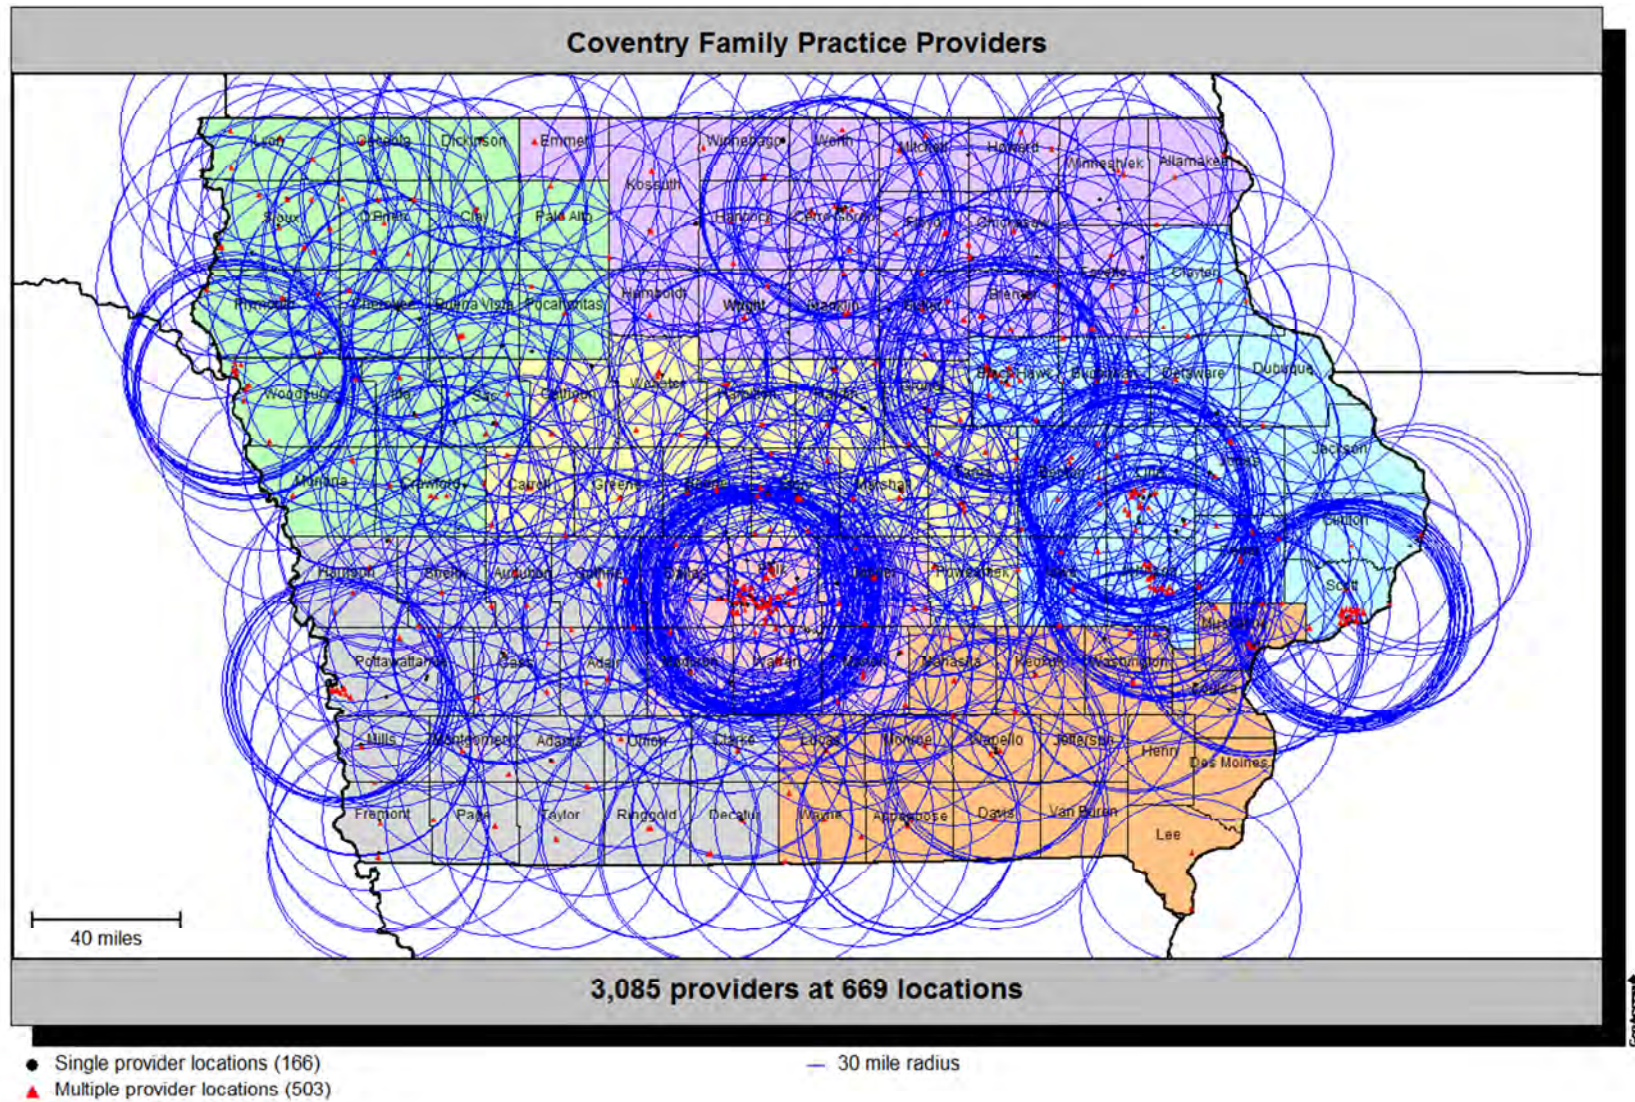 Coventry Family Practice Providers
Lyon Osceola Dickinson Emmet Winnebago Worth Mitchell Howard Winneshiek Allamakee
Kossuth
Sioux O'Brien Clay Palo Alto Hancock Cerro Gordo Floyd Chickasaw
Fayette Clayton
Plymouth Cherokee Buena Vista Pocahontas Humboldt Wright Franklin Butler Bremer
Woodbury Ida Sac Calhoun Webster Hamilton Hardin Grundy Black Hawk Buchanan Delaware Dubuque
Monona Crawford Carroll Greene Boone Story Marshall Tama Benton Linn Jones Jackson
Clinton
Harrison Shelby Audubon Guthrie Dallas Polk Jasper Poweshiek Iowa Johnson Cedar
Scott
Muscatine
Pottawattamie Cass Adair Madison Warren Marion Mahaska Keokuk Washington
Louisa
Mills Montgomery Adams Union Clarke Lucas Monroe Wapello Jefferson Henry
Des Moines
Fremont Page Taylor Ringgold Decatur Wayne Appanoose Davis Van Buren
Lee
40 miles
3,085 providers at 669 locations
Single provider locations (166)
30 mile radius
Multiple provider locations (503)